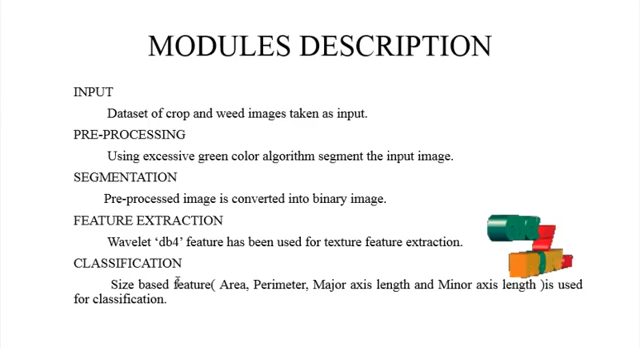 MODULES DESCRIPTION
INPUT
Dataset of crop and weed images taken as input.
PRE-PROCESSING
Using excessive green color algorithm segment the input image.
SEGMENTATION
Pre-processed image is converted into binary image.
FEATURE EXTRACTION
Wavelet ‘db4’ feature has been used for texture feature extraction.
CLASSIFICATION
Size based feature( Area, Perimeter, Major axis length and Minor axis length )is used
for classification.